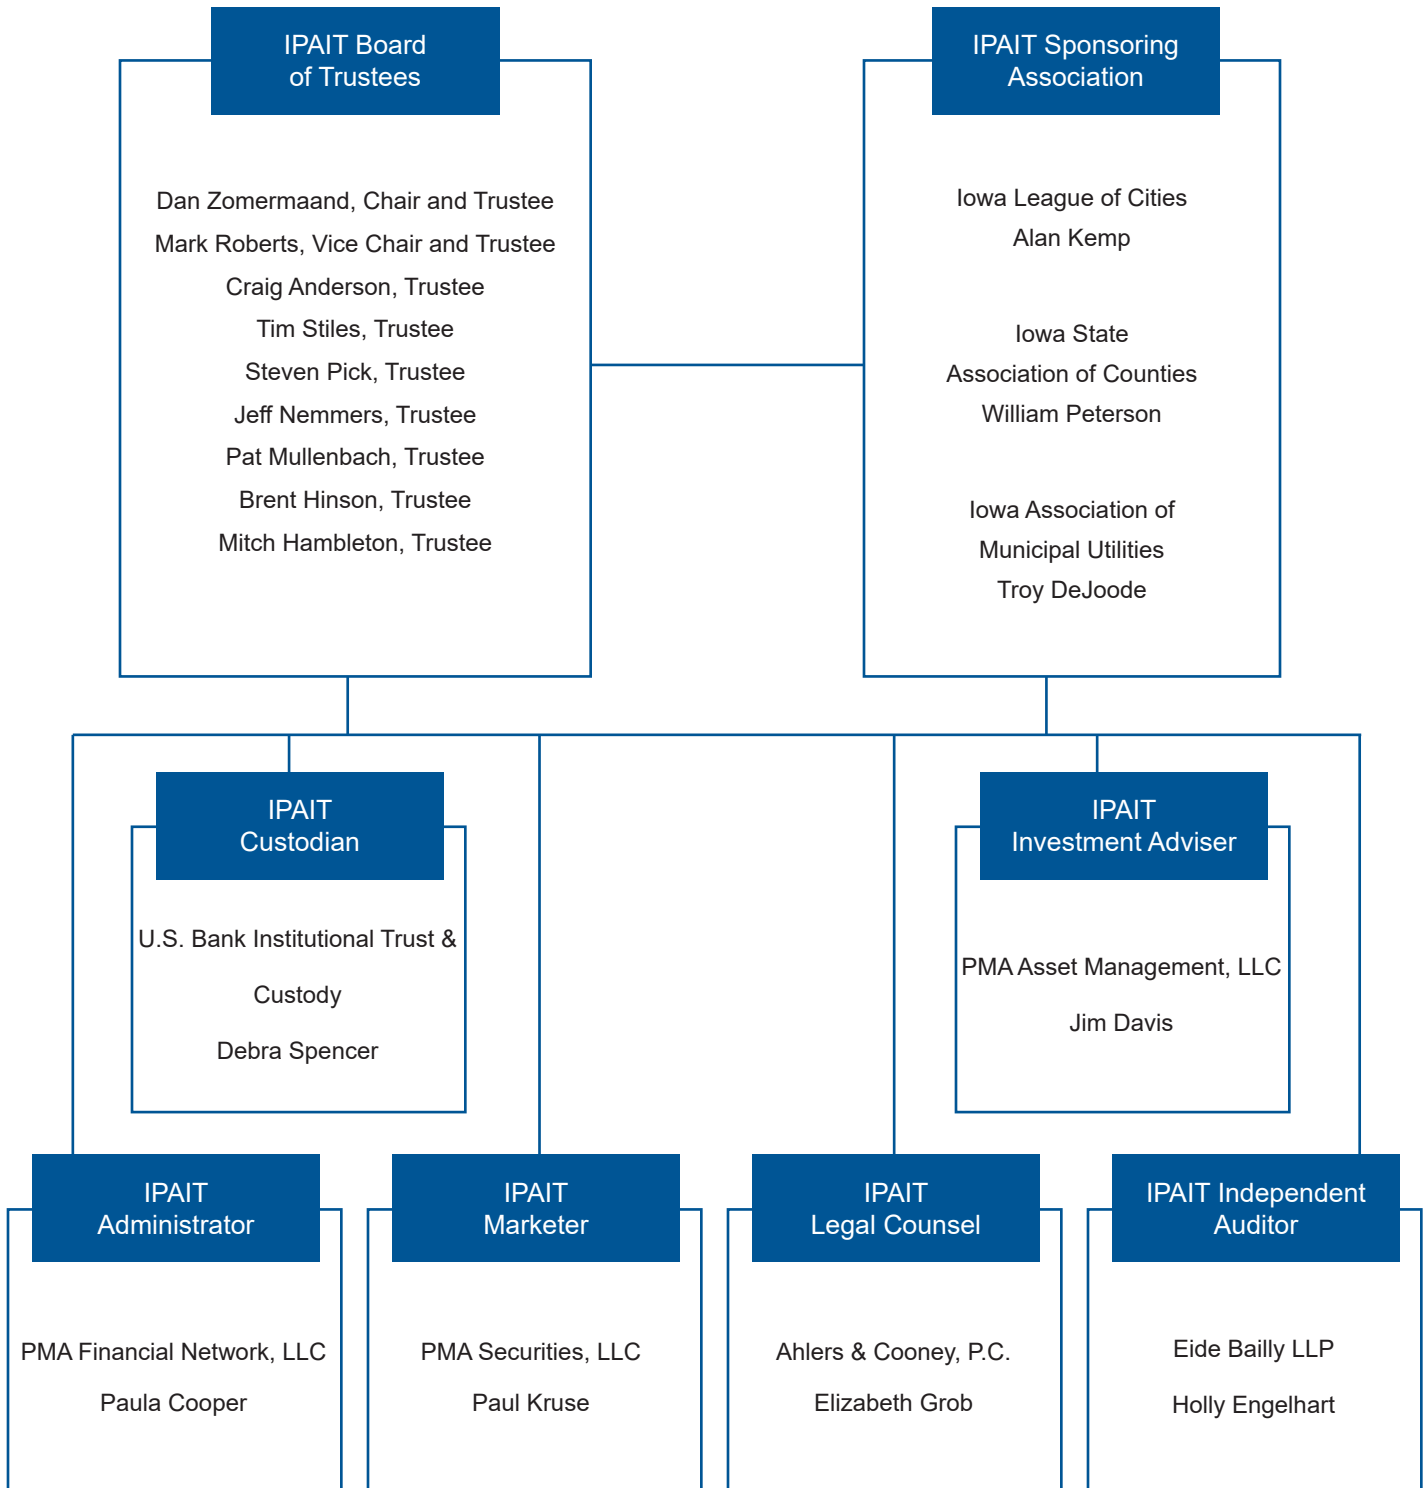 IPAIT Board
of Trustees
Dan Zomermaand, Chair and Trustee
Mark Roberts, Vice Chair and Trustee
Craig Anderson, Trustee
Tim Stiles, Trustee
Steven Pick, Trustee
Jeff Nemmers, Trustee
Pat Mullenbach, Trustee
Brent Hinson, Trustee
Mitch Hambleton, Trustee
IPAIT Sponsoring
Association
Iowa League of Cities
Alan Kemp
Iowa State
Association of Counties
William Peterson
Iowa Association of
Municipal Utilities
Troy DeJoode
IPAIT
Custodian
U.S. Bank Institutional Trust &
Custody
Debra Spencer
IPAIT
Investment Adviser
PMA Asset Management, LLC
Jim Davis
IPAIT
Administrator
PMA Financial Network, LLC
Paula Cooper
IPAIT
Marketer
PMA Securities, LLC
Paul Kruse
IPAIT
Legal Counsel
Ahlers & Cooney, P.C.
Elizabeth Grob
IPAIT Independent
Auditor
Eide Bailly LLP
Holly Engelhart